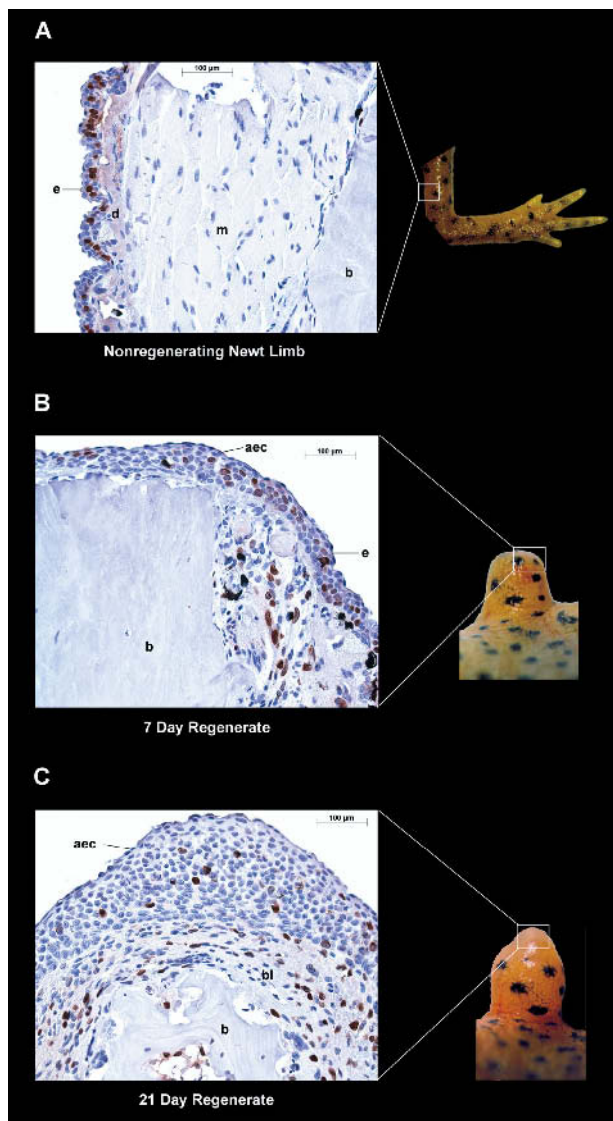 A
100 µm
e
d
m
b
Nonregenerating Newt Limb
B
aec
100 µm
e
b
7 Day Regenerate
C
100 µm
aec
bl
b
21 Day Regenerate